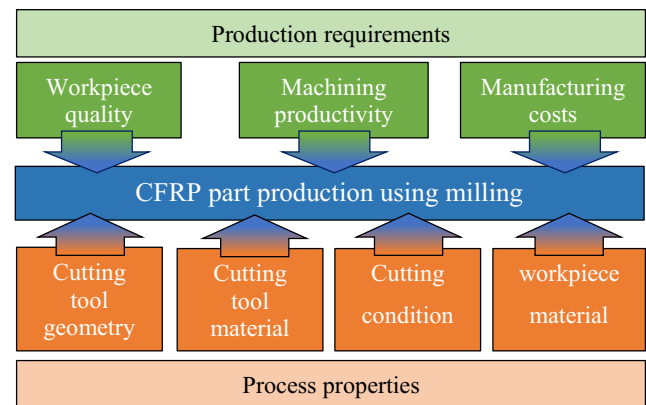 Production requirements
Workpiece
quality
Machining
productivity
Manufacturing
costs
CFRP part production using milling
Cutting
tool
geometry
Cutting
tool
material
Cutting
condition
workpiece
material
Process properties